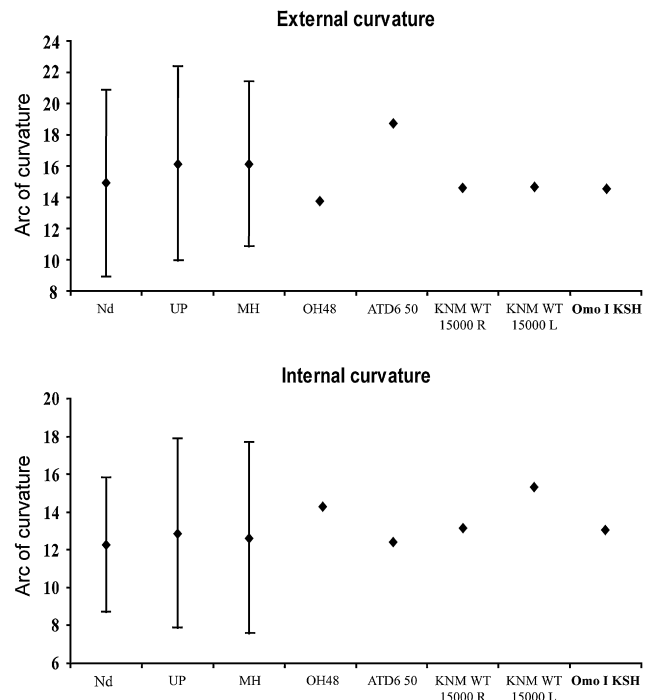 External curvature
24
22
20
18
16
14
12
10
8
Arc of curvature
Nd UP MH OH48 ATD6 50 KNM WT KNM WT Omo I KSH
15000 R 15000 L
Internal curvature
20
18
16
14
12
10
8
6
Arc of curvature
Nd UP MH OH48 ATD6 50 KNM WT KNM WT Omo I KSH
15000 R 15000 L